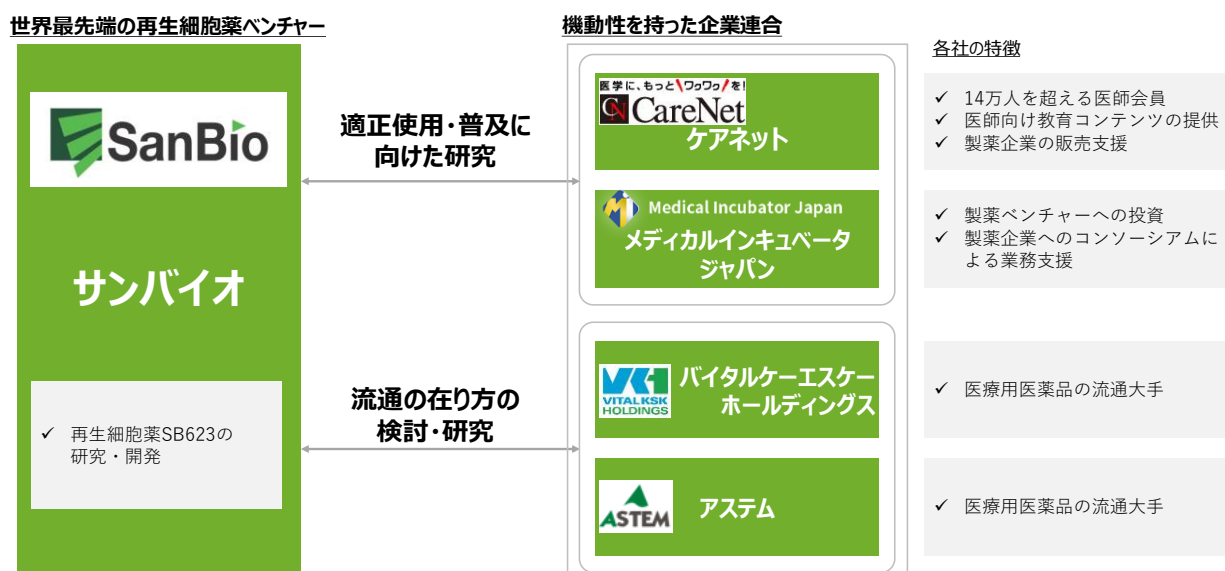 世界最先端の再生細胞薬ベンチャー
SanBio
サンバイオ
✓ 再生細胞薬SB623の
研究・開発
適正使用・普及に
向けた研究
流通の在り方の
検討・研究
機動性を持った企業連合
医学に、もっと\ワクワク/を!
CN CareNet
ケアネット
Medical Incubator Japan
メディカルインキュベータ
ジャパン
VITAL KSK
HOLDINGS
バイタルケーエスケー
ホールディングス
ASTEM
アステム
各社の特徴
✓ 14万人を超える医師会員
✓ 医師向け教育コンテンツの提供
✓ 製薬企業の販売支援
✓ 製薬ベンチャーへの投資
✓ 製薬企業へのコンソーシアムに
よる業務支援
✓ 医療用医薬品の流通大手
✓ 医療用医薬品の流通大手